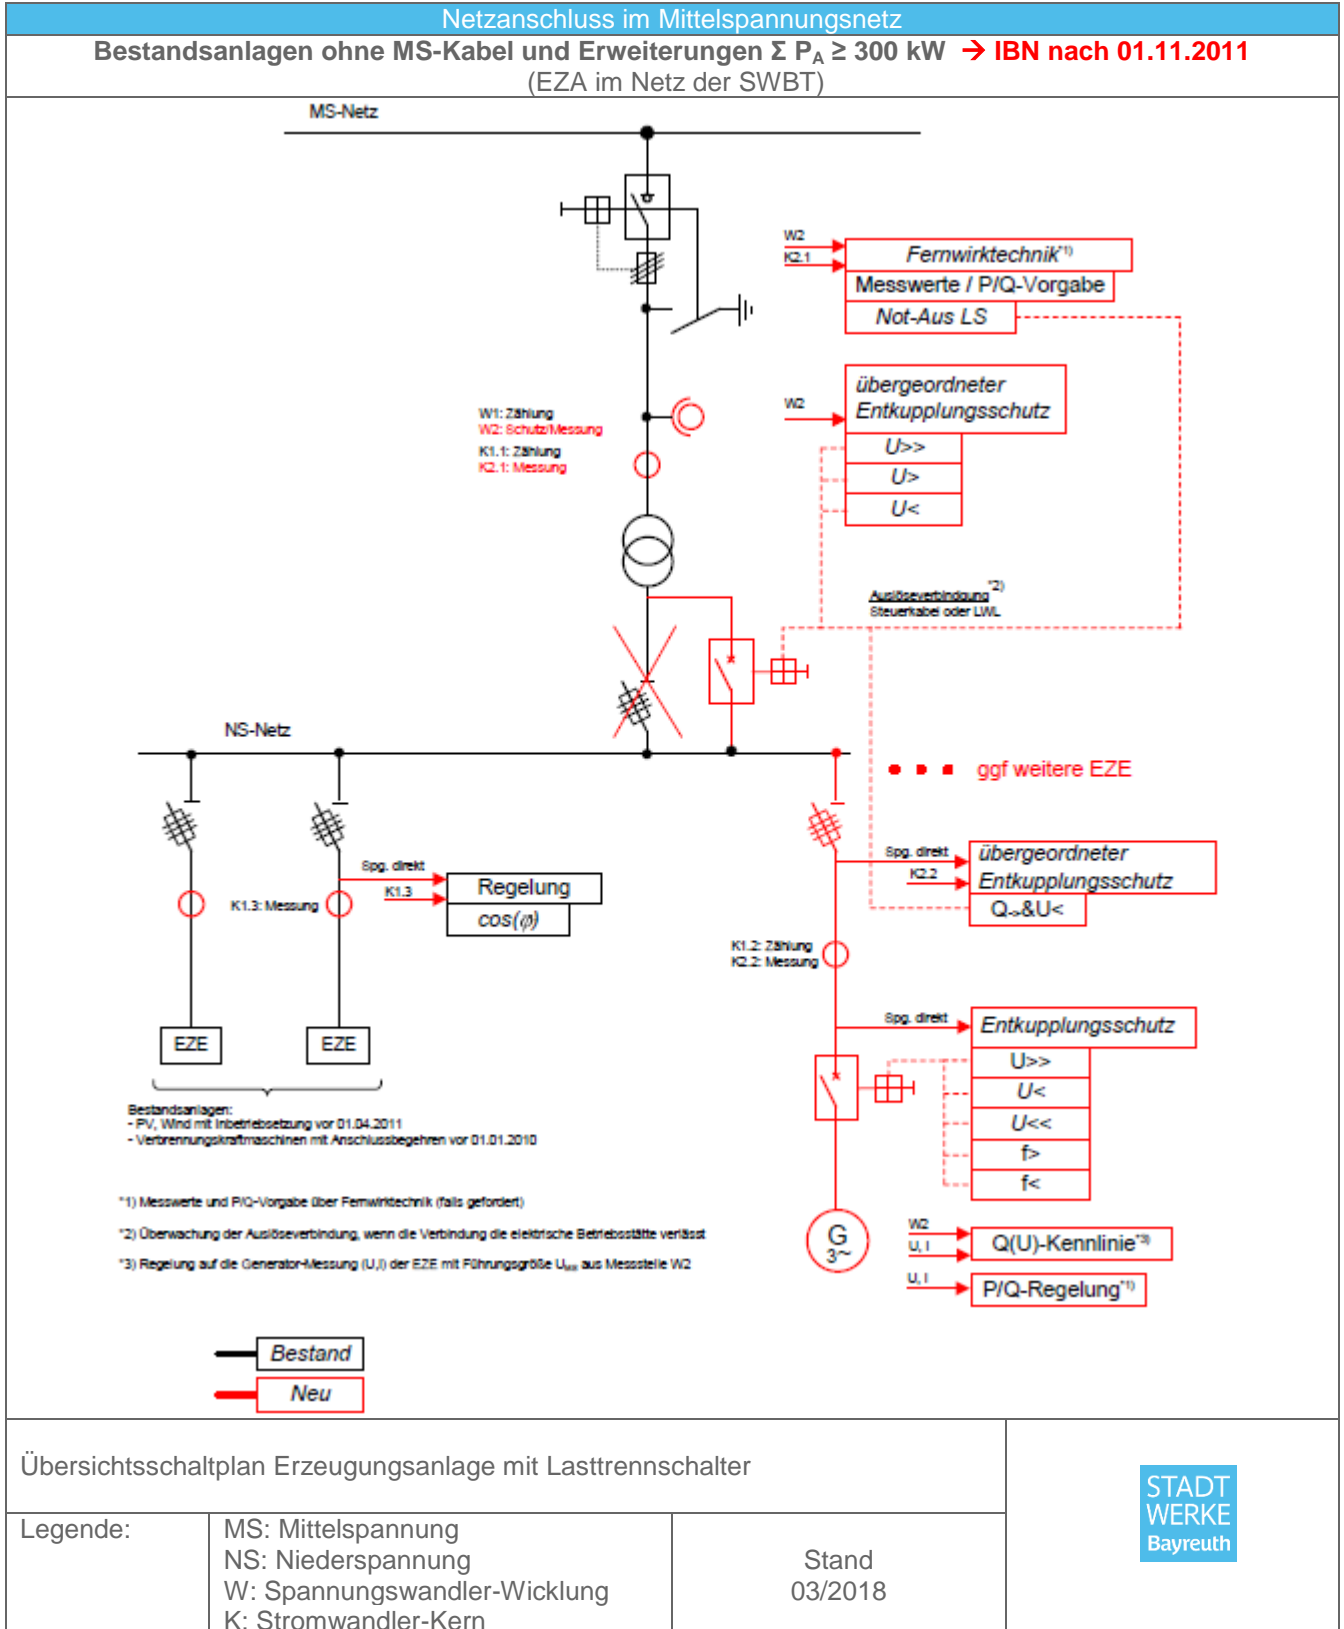 Netzanschluss im Mittelspannungsnetz
Bestandsanlagen ohne MS-Kabel und Erweiterungen Σ P_A ≥ 300 kW → IBN nach 01.11.2011
(EZA im Netz der SWBT)
MS-Netz
W2
K2.1
Fernwirktechnik*1)
Messwerte / P/Q-Vorgabe
Not-Aus LS
W2
übergeordneter
Entkupplungsschutz
U>>
U>
U<
W1: Zählung
W2: Schutz/Messung
K1.1: Zählung
K2.1: Messung
Auslöseverbindung*2)
Steuerkabel oder LWL
NS-Netz
ggf weitere EZE
Spg. direkt
K1.3
Regelung
cos(φ)
K1.3: Messung
Spg. direkt
K2.2
übergeordneter
Entkupplungsschutz
Q->&U<
K1.2: Zählung
K2.2: Messung
EZE
EZE
Spg. direkt
Entkupplungsschutz
U>>
U<
U<<
f>
f<
Bestandsanlagen:
- PV, Wind mit Inbetriebsetzung vor 01.04.2011
- Verbrennungskraftmaschinen mit Anschlussbegehren vor 01.01.2010
*1) Messwerte und P/Q-Vorgabe über Fernwirktechnik (falls gefordert)
*2) Überwachung der Auslöseverbindung, wenn die Verbindung die elektrische Betriebsstätte verlässt
*3) Regelung auf die Generator-Messung (U,I) der EZE mit Führungsgröße U_MS aus Messstelle W2
G
3~
W2
U, I
Q(U)-Kennlinie*3)
U, I
P/Q-Regelung*1)
Bestand
Neu
Übersichtsschaltplan Erzeugungsanlage mit Lasttrennschalter
STADT
WERKE
Bayreuth
Legende:
MS: Mittelspannung
NS: Niederspannung
W: Spannungswandler-Wicklung
K: Stromwandler-Kern
Stand
03/2018